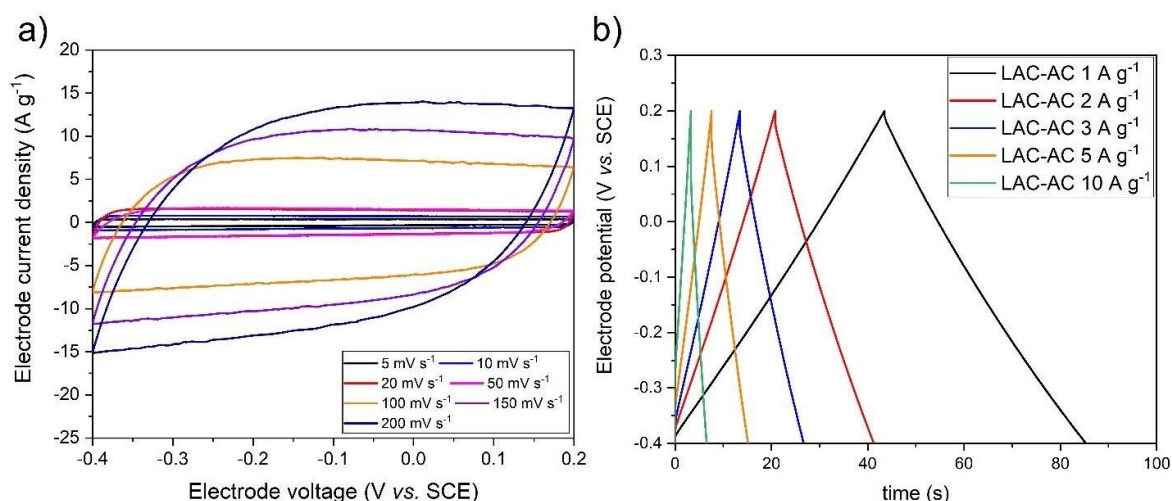 a)
Electrode current density (A g⁻¹)
20
15
10
5
0
-5
-10
-15
-20
-25
5 mV s⁻¹ 10 mV s⁻¹
20 mV s⁻¹ 50 mV s⁻¹
100 mV s⁻¹ 150 mV s⁻¹
200 mV s⁻¹
-0.4 -0.3 -0.2 -0.1 0.0 0.1 0.2
Electrode voltage (V vs. SCE)
b)
Electrode potential (V vs. SCE)
0.3
0.2
0.1
0.0
-0.1
-0.2
-0.3
-0.4
LAC-AC 1 A g⁻¹
LAC-AC 2 A g⁻¹
LAC-AC 3 A g⁻¹
LAC-AC 5 A g⁻¹
LAC-AC 10 A g⁻¹
0 20 40 60 80 100
time (s)